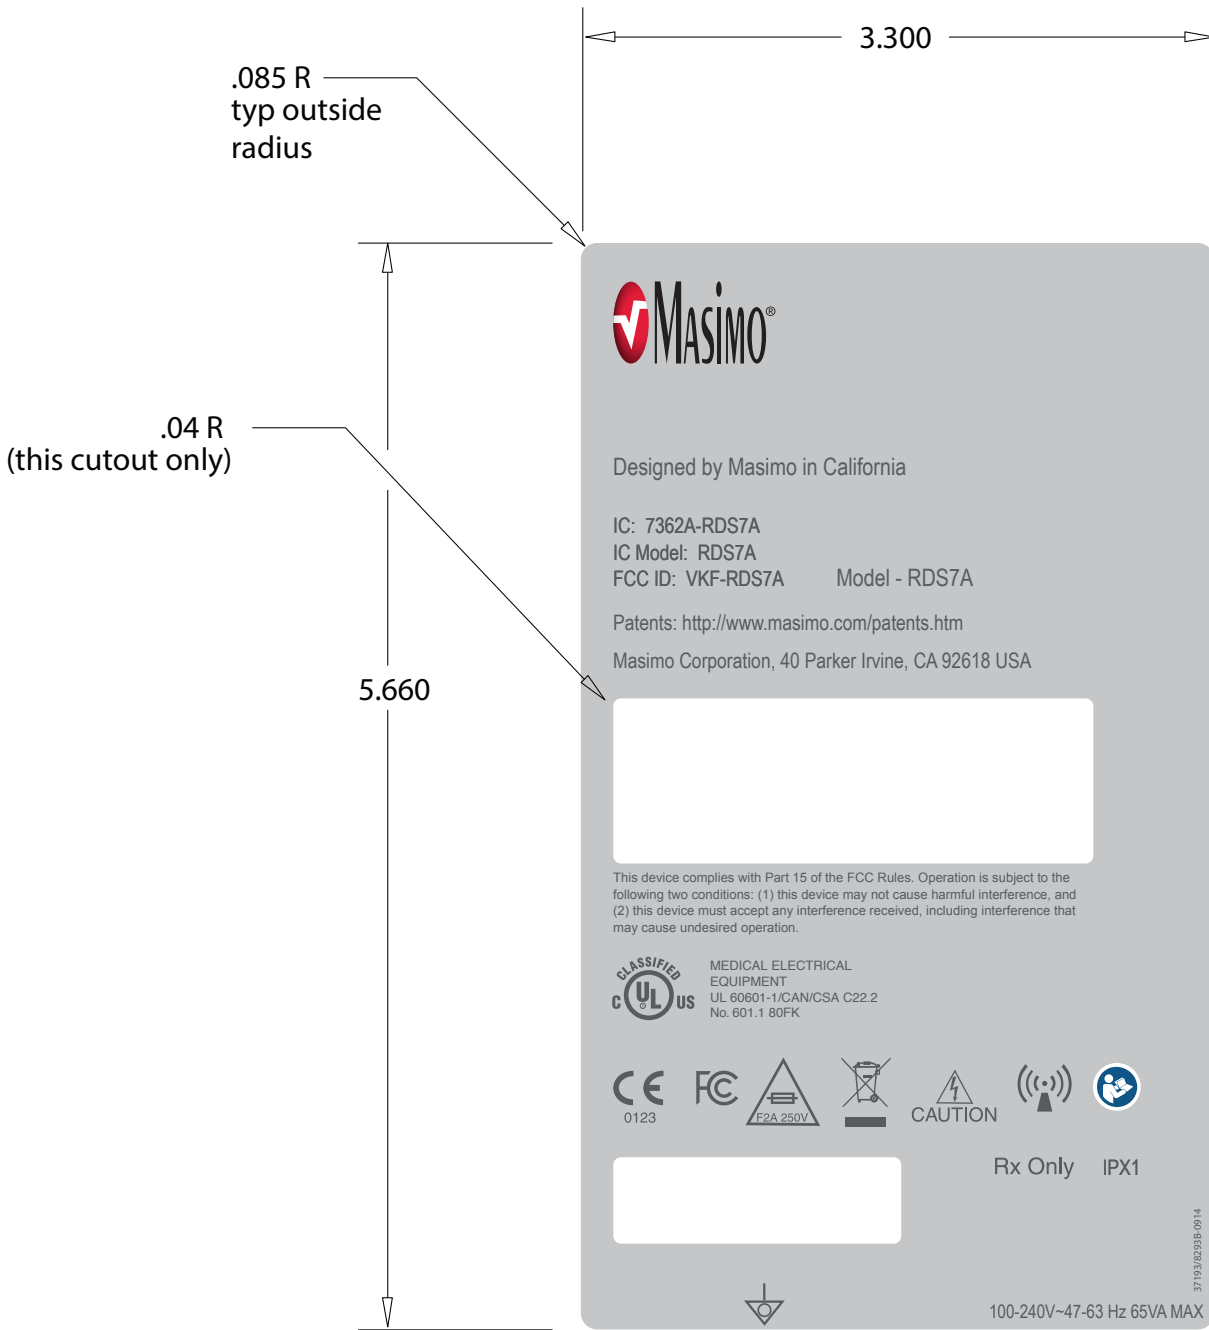 3.300
.085 R
typ outside
radius
MASIMO®
.04 R
(this cutout only)
Designed by Masimo in California
IC: 7362A-RDS7A
IC Model: RDS7A
FCC ID: VKF-RDS7A Model - RDS7A
Patents: http://www.masimo.com/patents.htm
Masimo Corporation, 40 Parker Irvine, CA 92618 USA
5.660
This device complies with Part 15 of the FCC Rules. Operation is subject to the
following two conditions: (1) this device may not cause harmful interference, and
(2) this device must accept any interference received, including interference that
may cause undesired operation.
CLASSIFIED
C UL US
MEDICAL ELECTRICAL
EQUIPMENT
UL 60601-1/CAN/CSA C22.2
No. 601.1 80FK
CE
0123
FC
F2A 250V
CAUTION
Rx Only IPX1
37193/8293B-0914
100-240V~47-63 Hz 65VA MAX